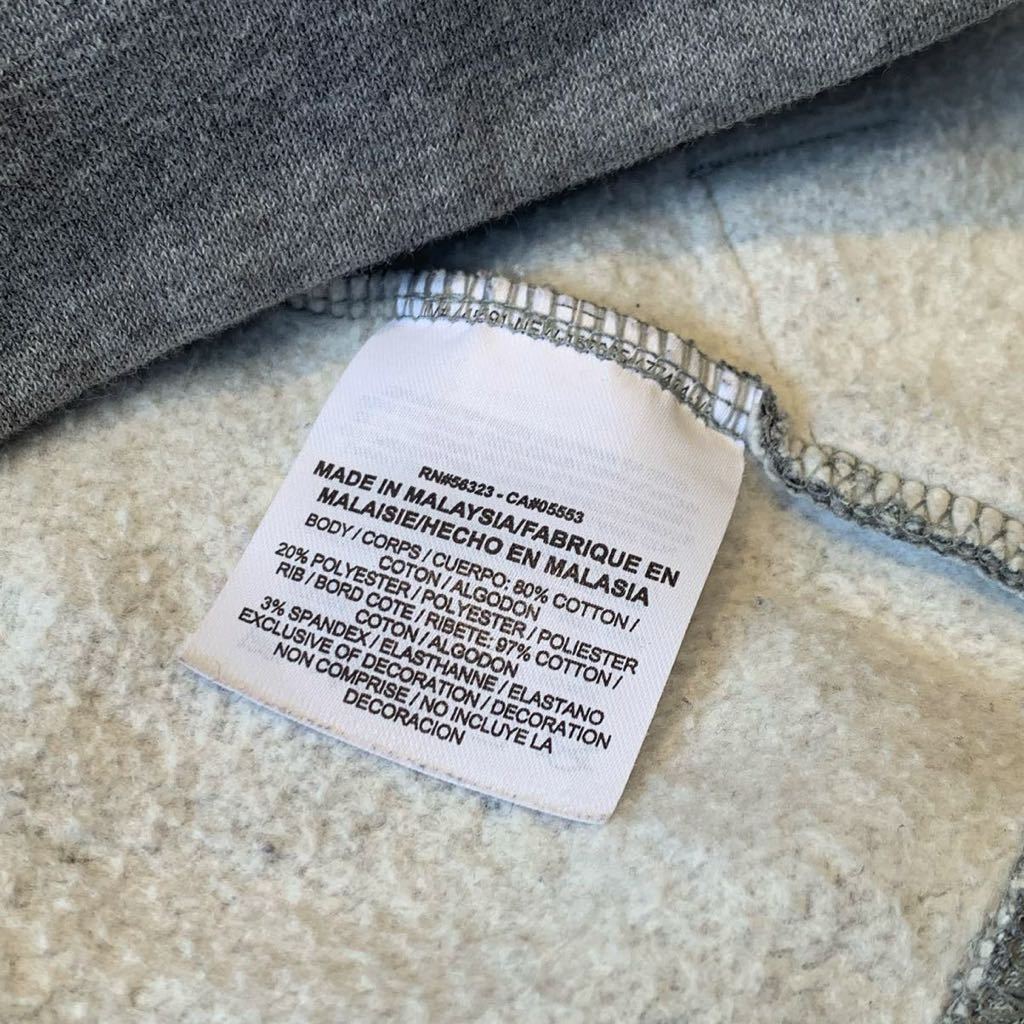 RN#56323 - CA#05553
MADE IN MALAYSIA/FABRIQUE EN
MALAISIE/HECHO EN MALASIA
BODY / CORPS / CUERPO: 80% COTTON /
COTON / ALGODON
20% POLYESTER / POLYESTER / POLIESTER
RIB / BORD COTE / RIBETE: 97% COTTON /
COTON / ALGODON
3% SPANDEX / ELASTHANNE / ELASTANO
EXCLUSIVE OF DECORATION / DECORATION
NON COMPRISE / NO INCLUYE LA
DECORACION